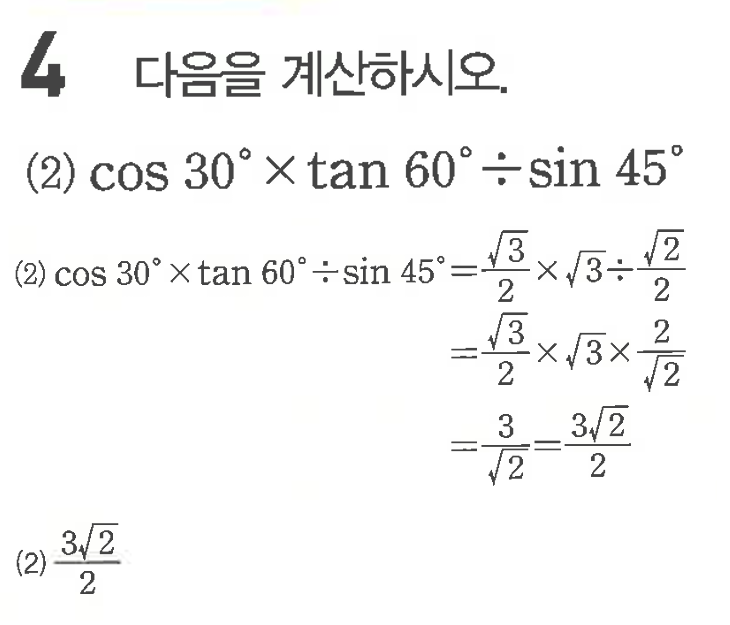 4 다음을 계산하시오.
(2) cos 30°×tan 60°÷sin 45°
(2) cos 30°×tan 60°÷sin 45°=√3/2×√3÷√2/2
=√3/2×√3×2/√2
=3/√2=3√2/2
(2) 3√2/2